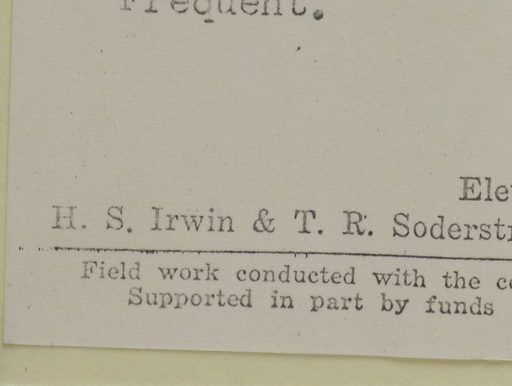 Frequent.
Ele
H. S. Irwin & T. R. Soderst
Field work conducted with the c
Supported in part by funds